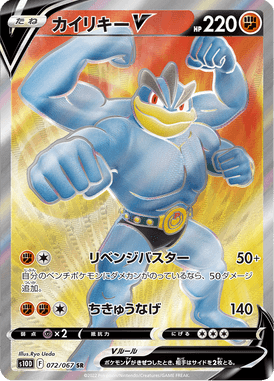 たね
カイリキーV
HP 220
リベンジバスター 50+
自分のベンチポケモンにダメカンがのっているなら、50ダメージ
追加。
ちきゅうなげ 140
弱点 ×2 抵抗力 にげる
Illus. Ryo Ueda
s10D F 072/067 SR
Vルール
ポケモンVがきぜつしたとき、相手はサイドを2枚とる。